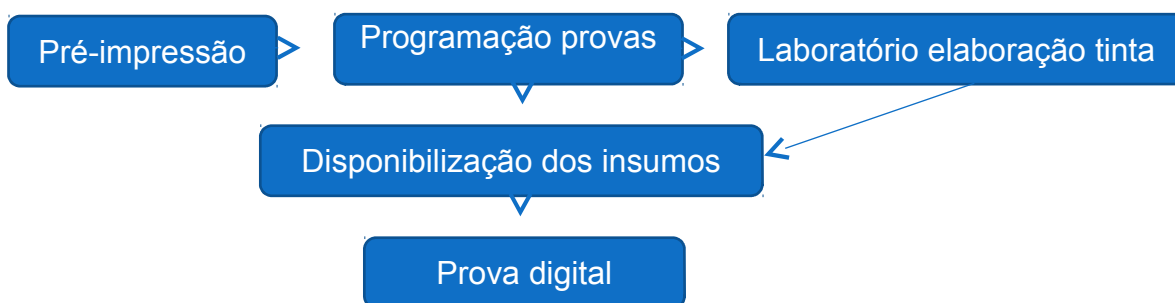 Pré-impressão
Programação provas
Laboratório elaboração tinta
Disponibilização dos insumos
Prova digital